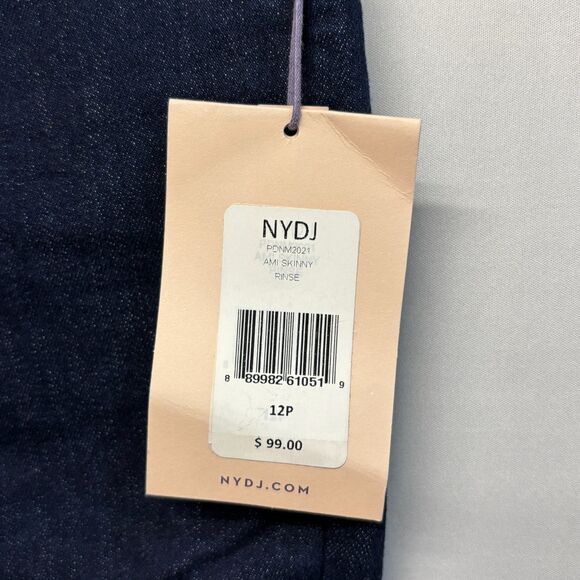 NYDJ
PDNM2021
AMI SKINNY
RINSE
8 89982 61051 9
12P
$ 99.00
NYDJ.COM